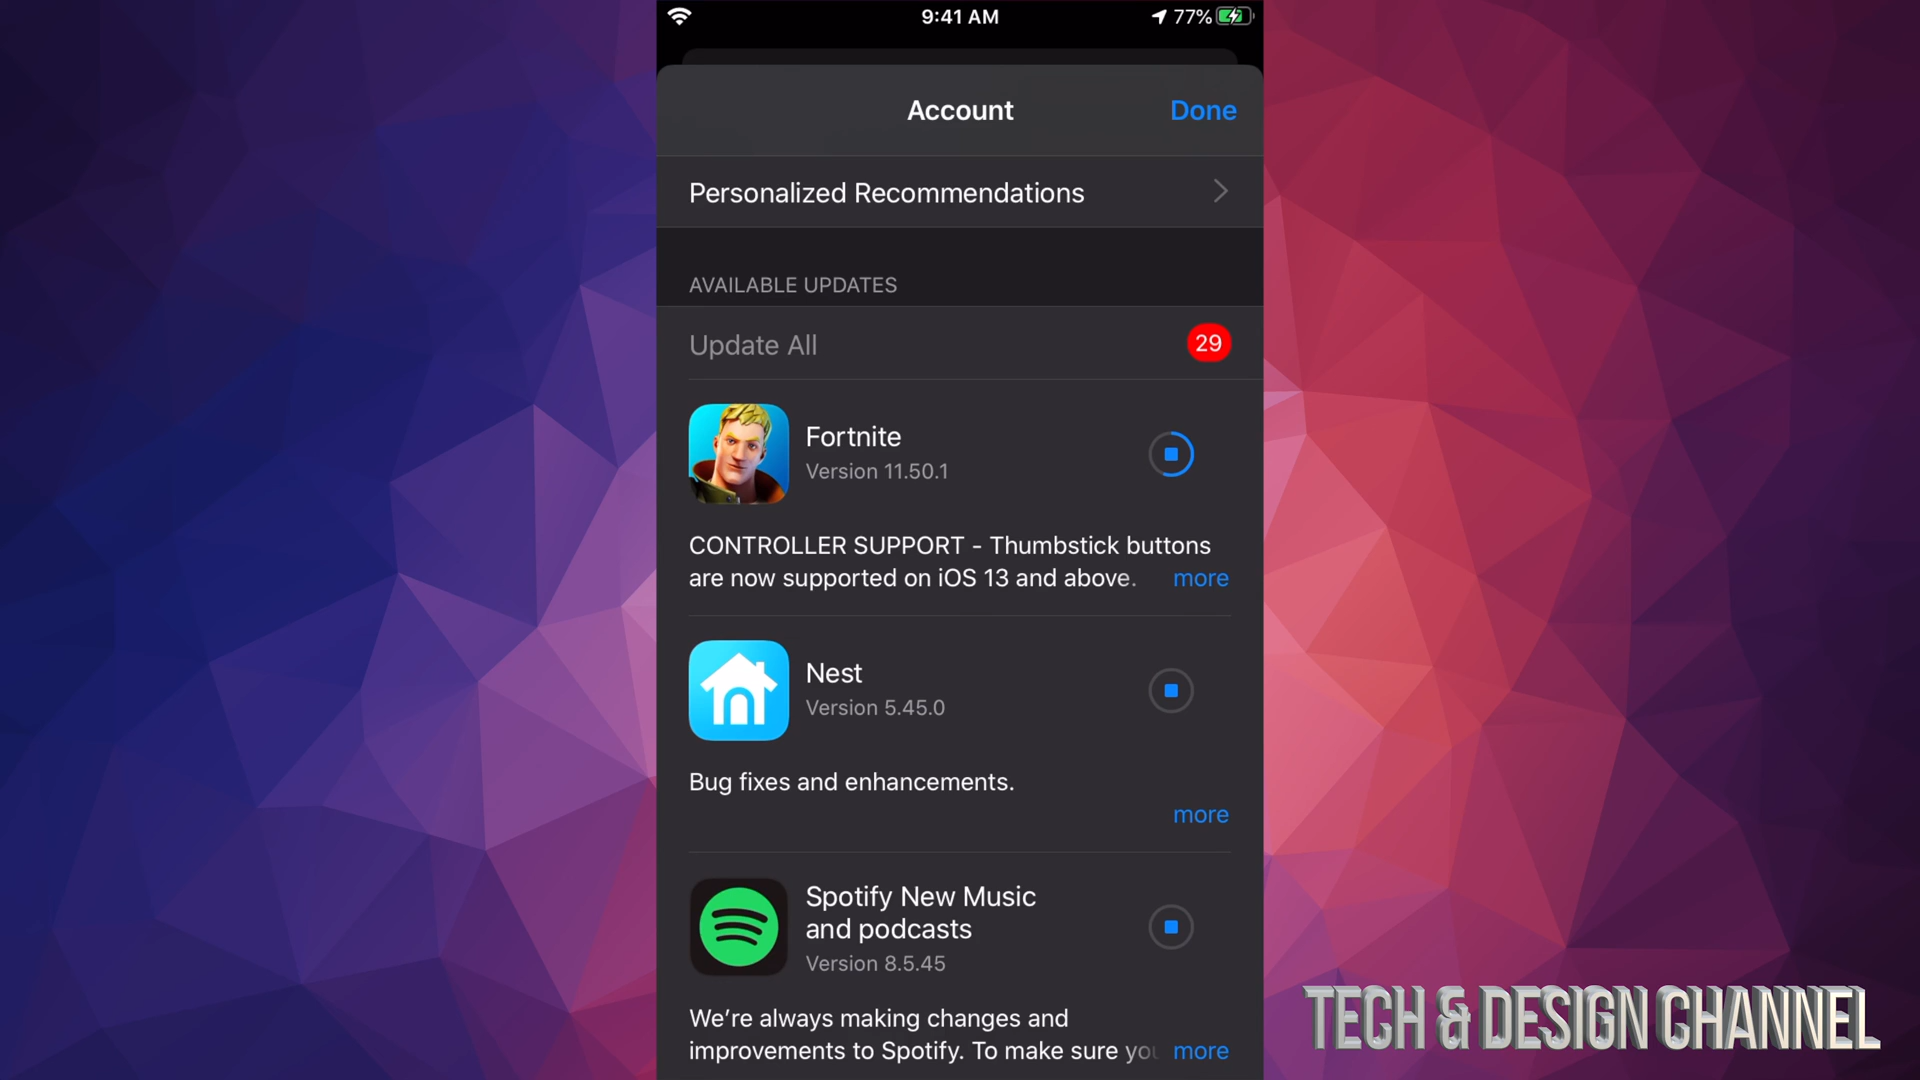 9:41 AM
77%
Account
Done
Personalized Recommendations
AVAILABLE UPDATES
Update All
29
Fortnite
Version 11.50.1
CONTROLLER SUPPORT - Thumbstick buttons
are now supported on iOS 13 and above. more
Nest
Version 5.45.0
Bug fixes and enhancements.
more
Spotify New Music
and podcasts
Version 8.5.45
We’re always making changes and
improvements to Spotify. To make sure you more
TECH & DESIGN CHANNEL